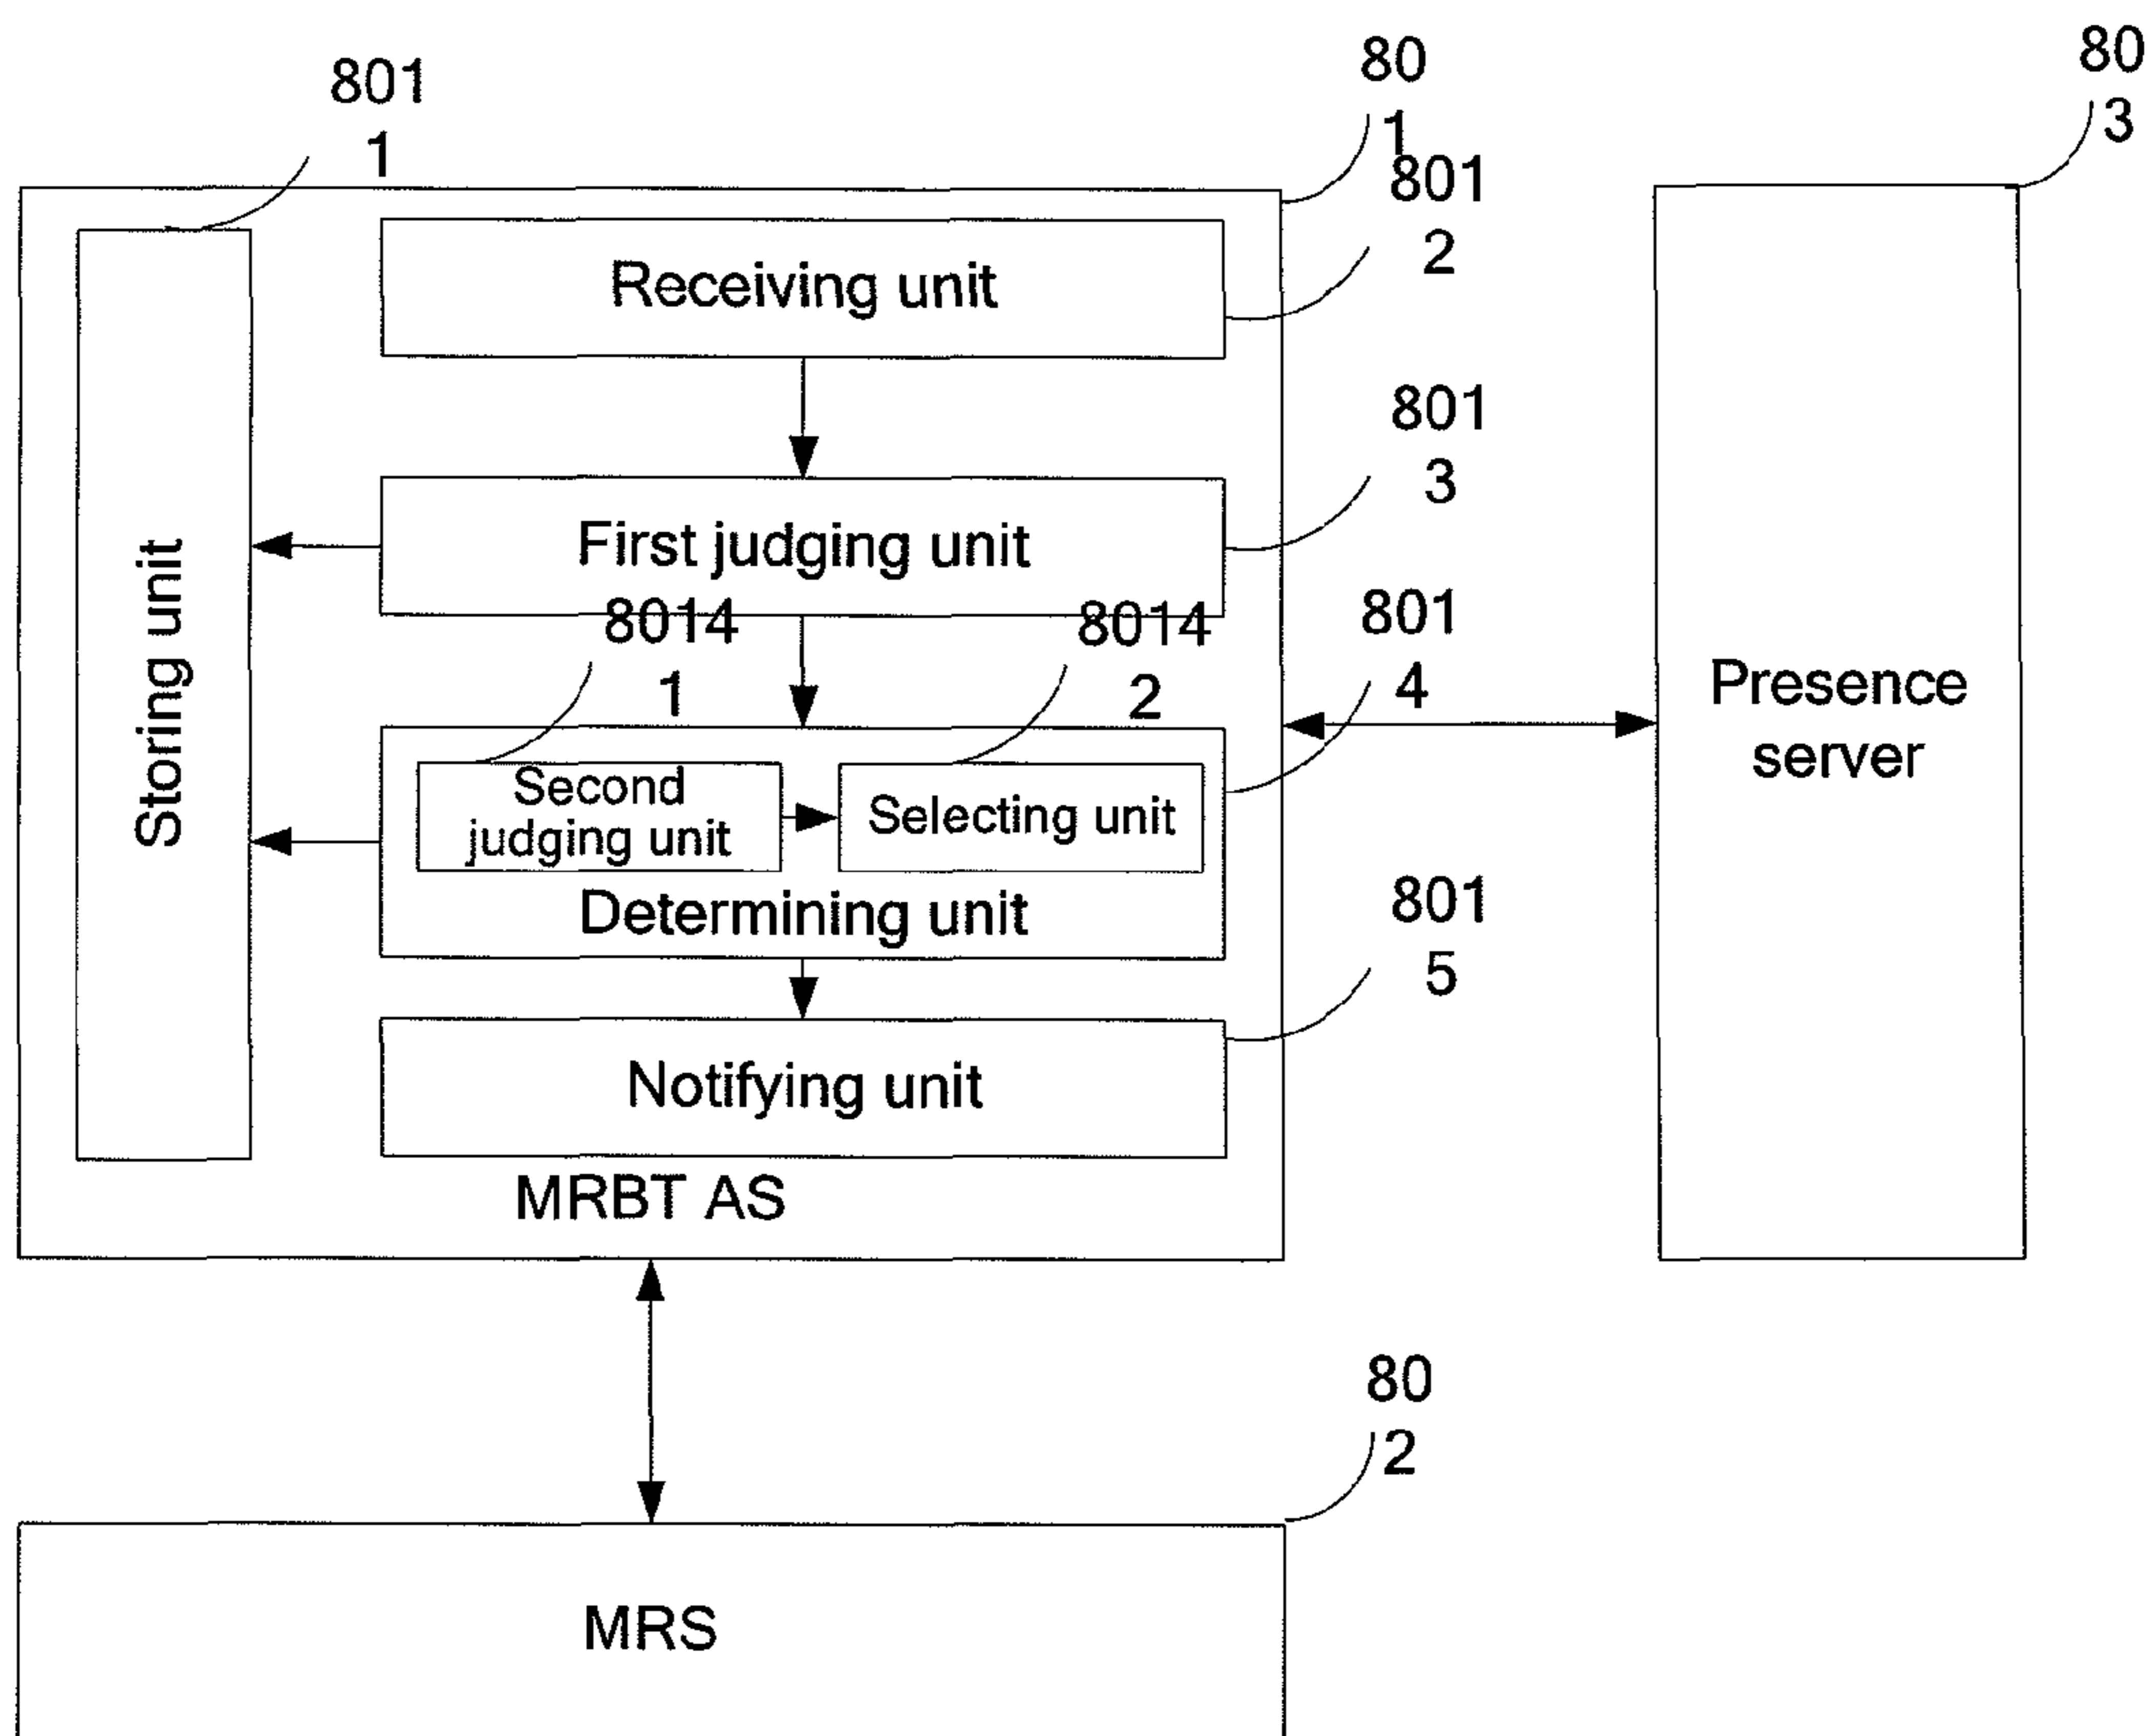 801
1
80
1
80
3
801
2
Receiving unit
801
3
First judging unit
Storing unit
8014
1
8014
2
801
4
Second
judging unit
Selecting unit
Determining unit
Presence
server
801
5
Notifying unit
MRBT AS
80
2
MRS